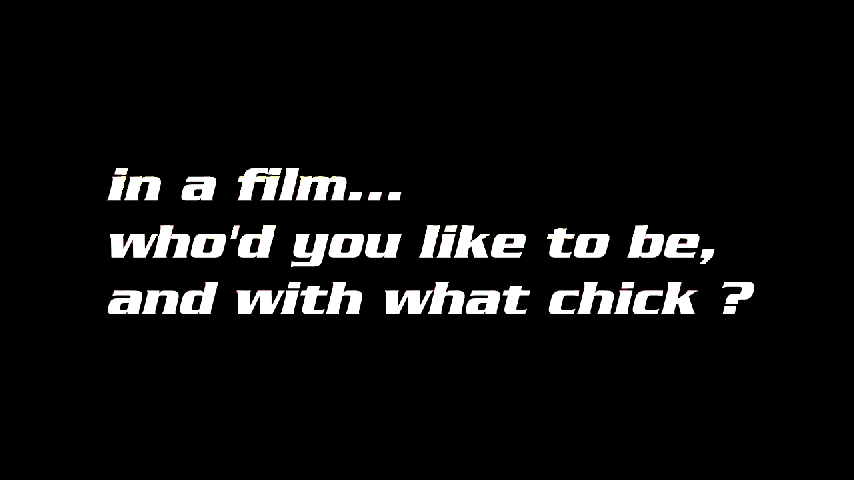 in a film...
who'd you like to be,
and with what chick ?